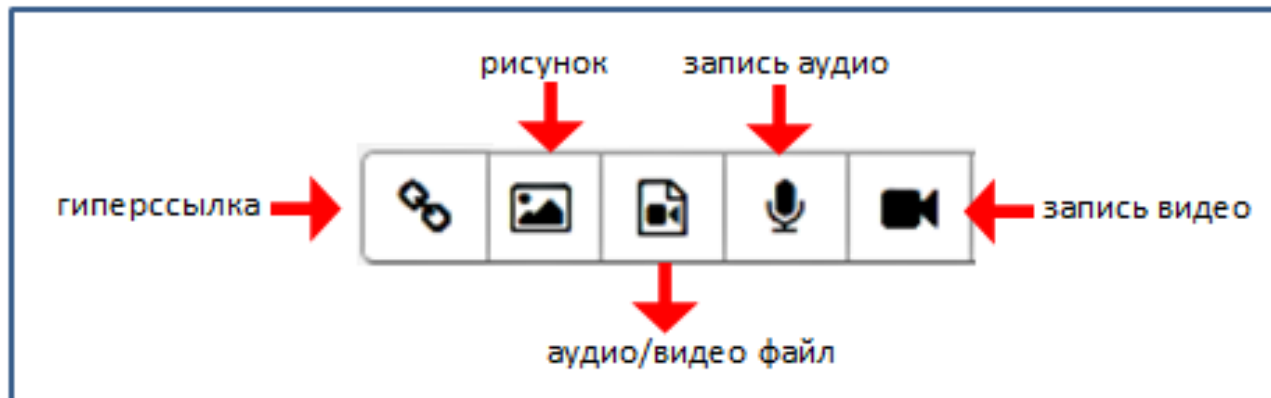 рисунок запись аудио
гиперссылка
запись видео
аудио/видео файл